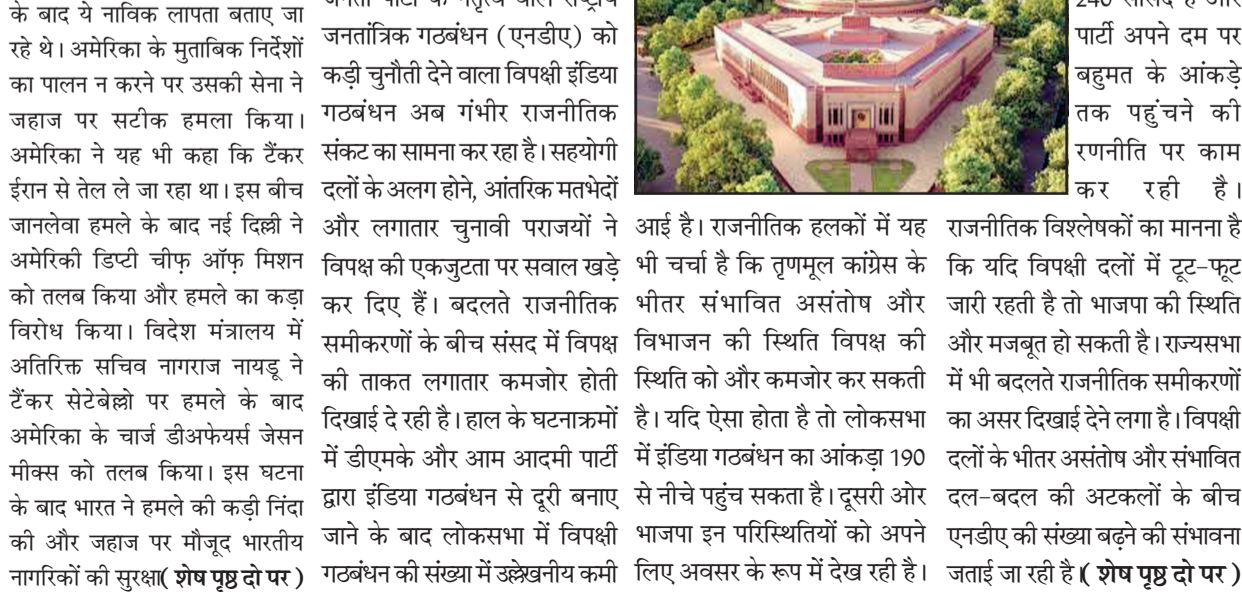 के बाद ये नाविक लापता बताए जा
रहे थे। अमेरिका के मुताबिक निर्देशों
का पालन न करने पर उसकी सेना ने
जहाज पर सटीक हमला किया।
अमेरिका ने यह भी कहा कि टैंकर
ईरान से तेल ले जा रहा था। इस बीच
जानलेवा हमले के बाद नई दिल्ली ने
अमेरिकी डिप्टी चीफ़ ऑफ़ मिशन
को तलब किया और हमले का कड़ा
विरोध किया। विदेश मंत्रालय में
अतिरिक्त सचिव नागराज नायडू ने
टैंकर सेटेबेल्लो पर हमले के बाद
अमेरिका के चार्ज डीअफेयर्स जेसन
मीक्स को तलब किया। इस घटना
के बाद भारत ने हमले की कड़ी निंदा
की और जहाज पर मौजूद भारतीय
नागरिकों की सुरक्षा( शेष पृष्ठ दो पर )
जनतांत्रिक गठबंधन (एनडीए) को
कड़ी चुनौती देने वाला विपक्षी इंडिया
गठबंधन अब गंभीर राजनीतिक
संकट का सामना कर रहा है। सहयोगी
दलों के अलग होने, आंतरिक मतभेदों
और लगातार चुनावी पराजयों ने
विपक्ष की एकजुटता पर सवाल खड़े
कर दिए हैं। बदलते राजनीतिक
समीकरणों के बीच संसद में विपक्ष
की ताकत लगातार कमजोर होती
दिखाई दे रही है। हाल के घटनाक्रमों
में डीएमके और आम आदमी पार्टी
द्वारा इंडिया गठबंधन से दूरी बनाए
जाने के बाद लोकसभा में विपक्षी
गठबंधन की संख्या में उल्लेखनीय कमी
आई है। राजनीतिक हलकों में यह
भी चर्चा है कि तृणमूल कांग्रेस के
भीतर संभावित असंतोष और
विभाजन की स्थिति विपक्ष की
स्थिति को और कमजोर कर सकती
है। यदि ऐसा होता है तो लोकसभा
में इंडिया गठबंधन का आंकड़ा 190
से नीचे पहुंच सकता है। दूसरी ओर
भाजपा इन परिस्थितियों को अपने
लिए अवसर के रूप में देख रही है।
पार्टी अपने दम पर
बहुमत के आंकड़े
तक पहुंचने की
रणनीति पर काम
कर रही है।
राजनीतिक विश्लेषकों का मानना है
कि यदि विपक्षी दलों में टूट-फूट
जारी रहती है तो भाजपा की स्थिति
और मजबूत हो सकती है। राज्यसभा
में भी बदलते राजनीतिक समीकरणों
का असर दिखाई देने लगा है। विपक्षी
दलों के भीतर असंतोष और संभावित
दल-बदल की अटकलों के बीच
एनडीए की संख्या बढ़ने की संभावना
जताई जा रही है।( शेष पृष्ठ दो पर )